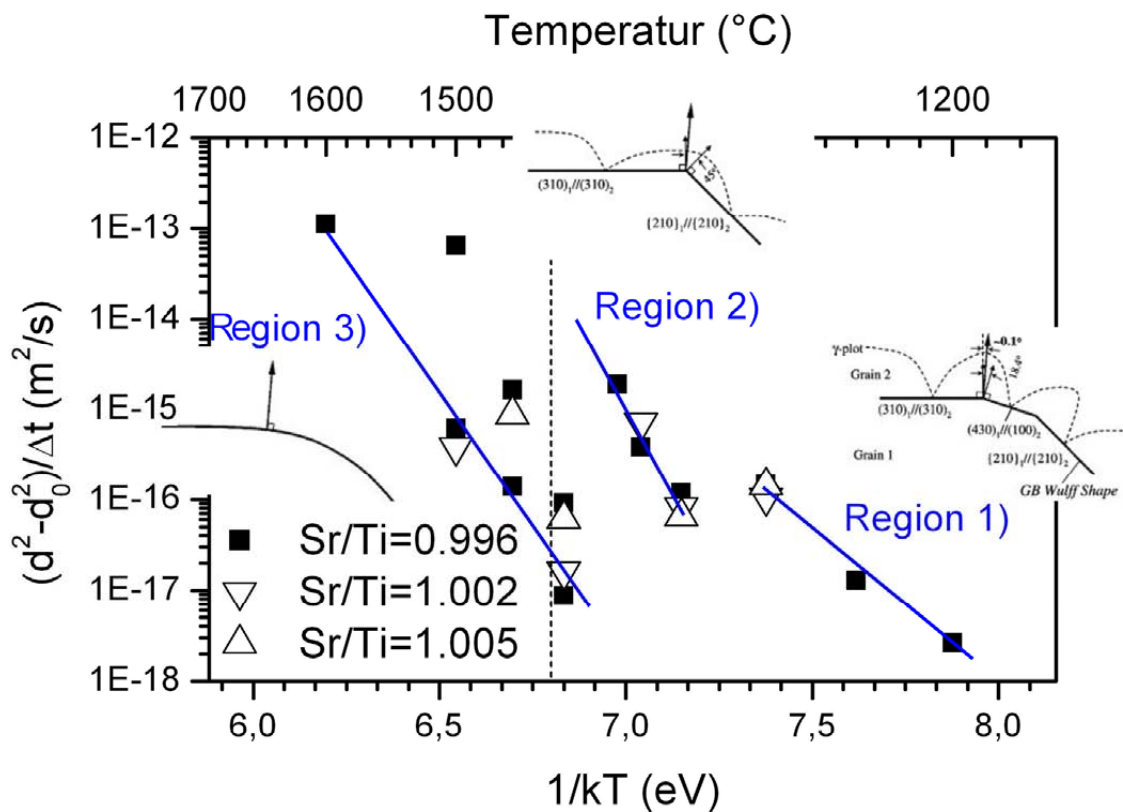 Temperatur (°C)
1700 1600 1500 1200
1E-12
1E-13
1E-14
1E-15
1E-16
1E-17
1E-18
(d²-d₀²)/Δt (m²/s)
(310)₁//(310)₂
45°
{210}₁//{210}₂
Region 3)
Region 2)
γ-plot
~0.1°
18.4°
Grain 2
(310)₁//(310)₂
(430)₁//(100)₂
Grain 1
{210}₁//{210}₂
GB Wulff Shape
Region 1)
Sr/Ti=0.996
Sr/Ti=1.002
Sr/Ti=1.005
6,0 6,5 7,0 7,5 8,0
1/kT (eV)